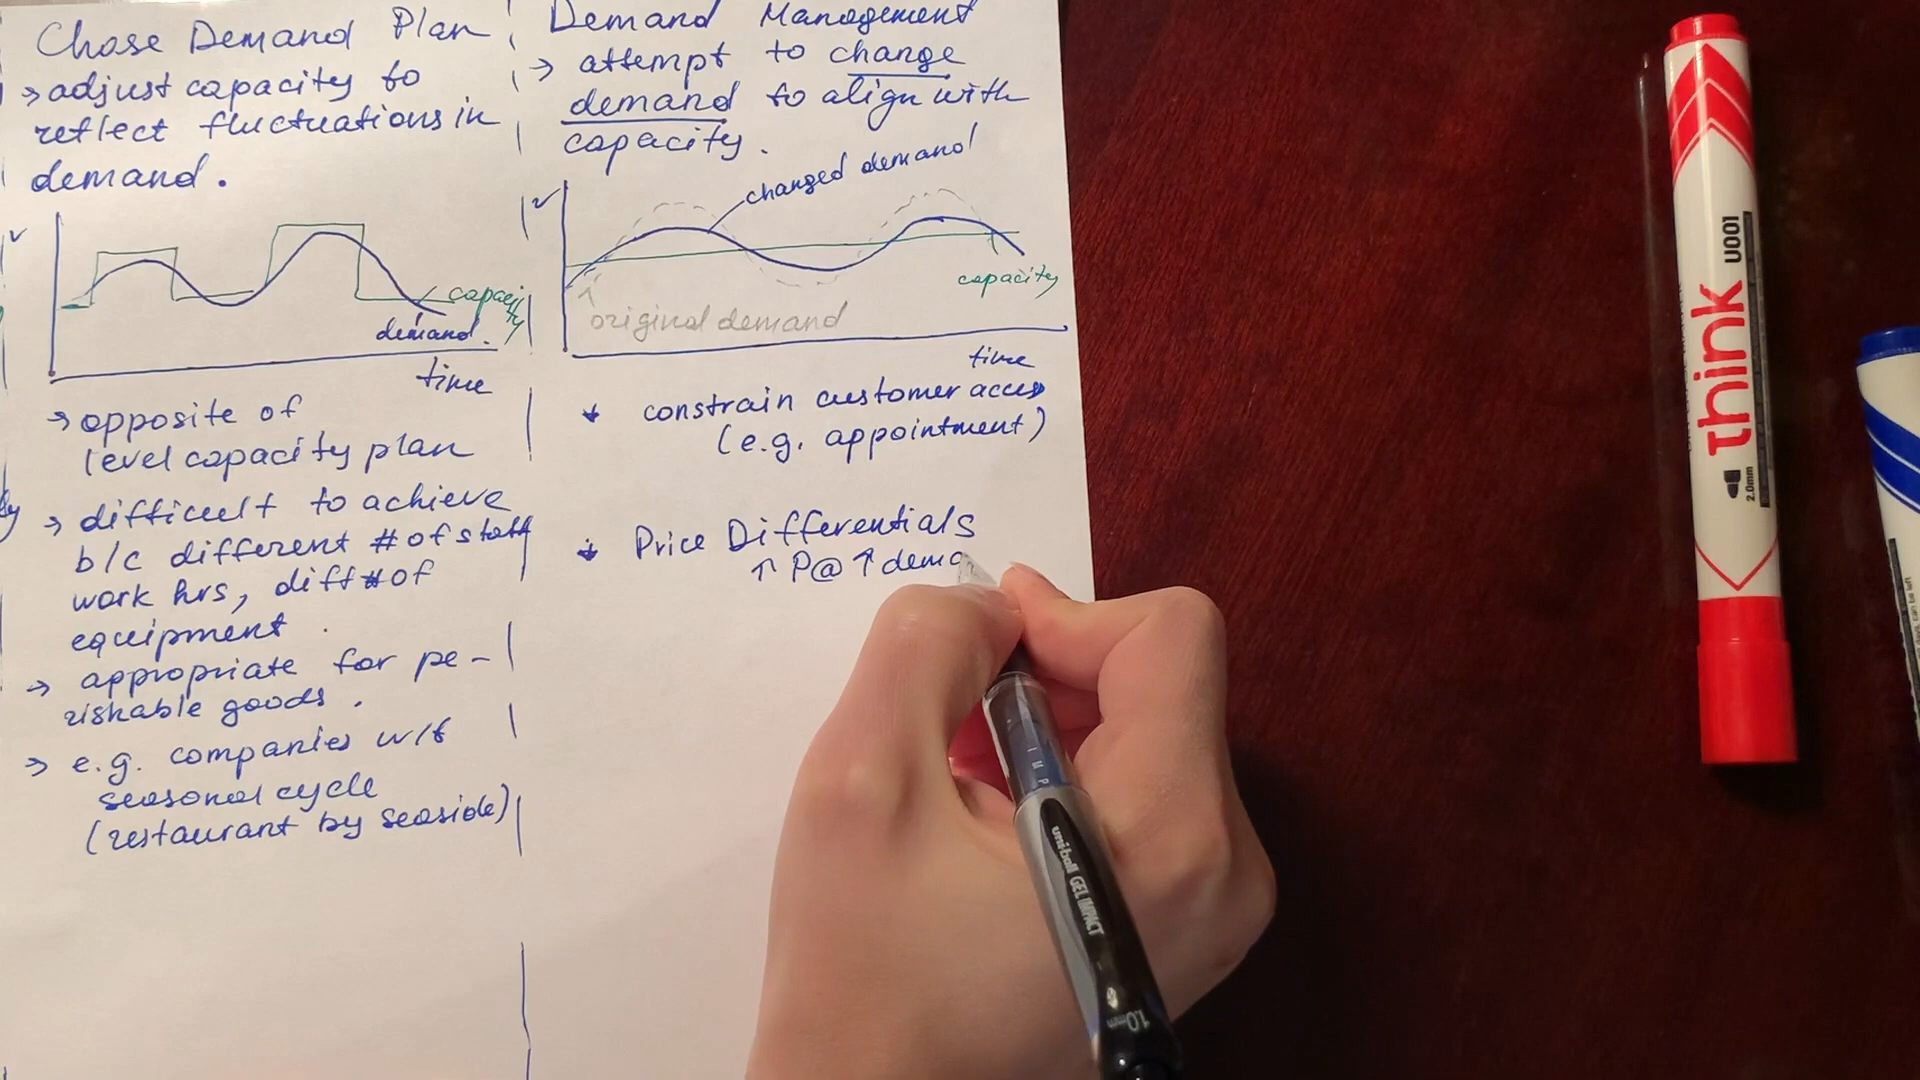 Chase Demand Plan
→ adjust capacity to
reflect fluctuations in
demand.
capacity
demand.
time
→ opposite of
level capacity plan
→ difficult to achieve
b/c different # of staff
work hrs, diff # of
equipment
→ appropriate for pe-
rishable goods.
→ e.g. companies w/t
seasonal cycle
(restaurant by seaside)
Demand Management
→ attempt to change
demand to align with
capacity.
changed demand
capacity
original demand
time
constrain customer access
(e.g. appointment)
Price Differentials
↑ P@ ↑ dema
think U001
2.0mm
uni-ball GEL IMPACT
1.0mm